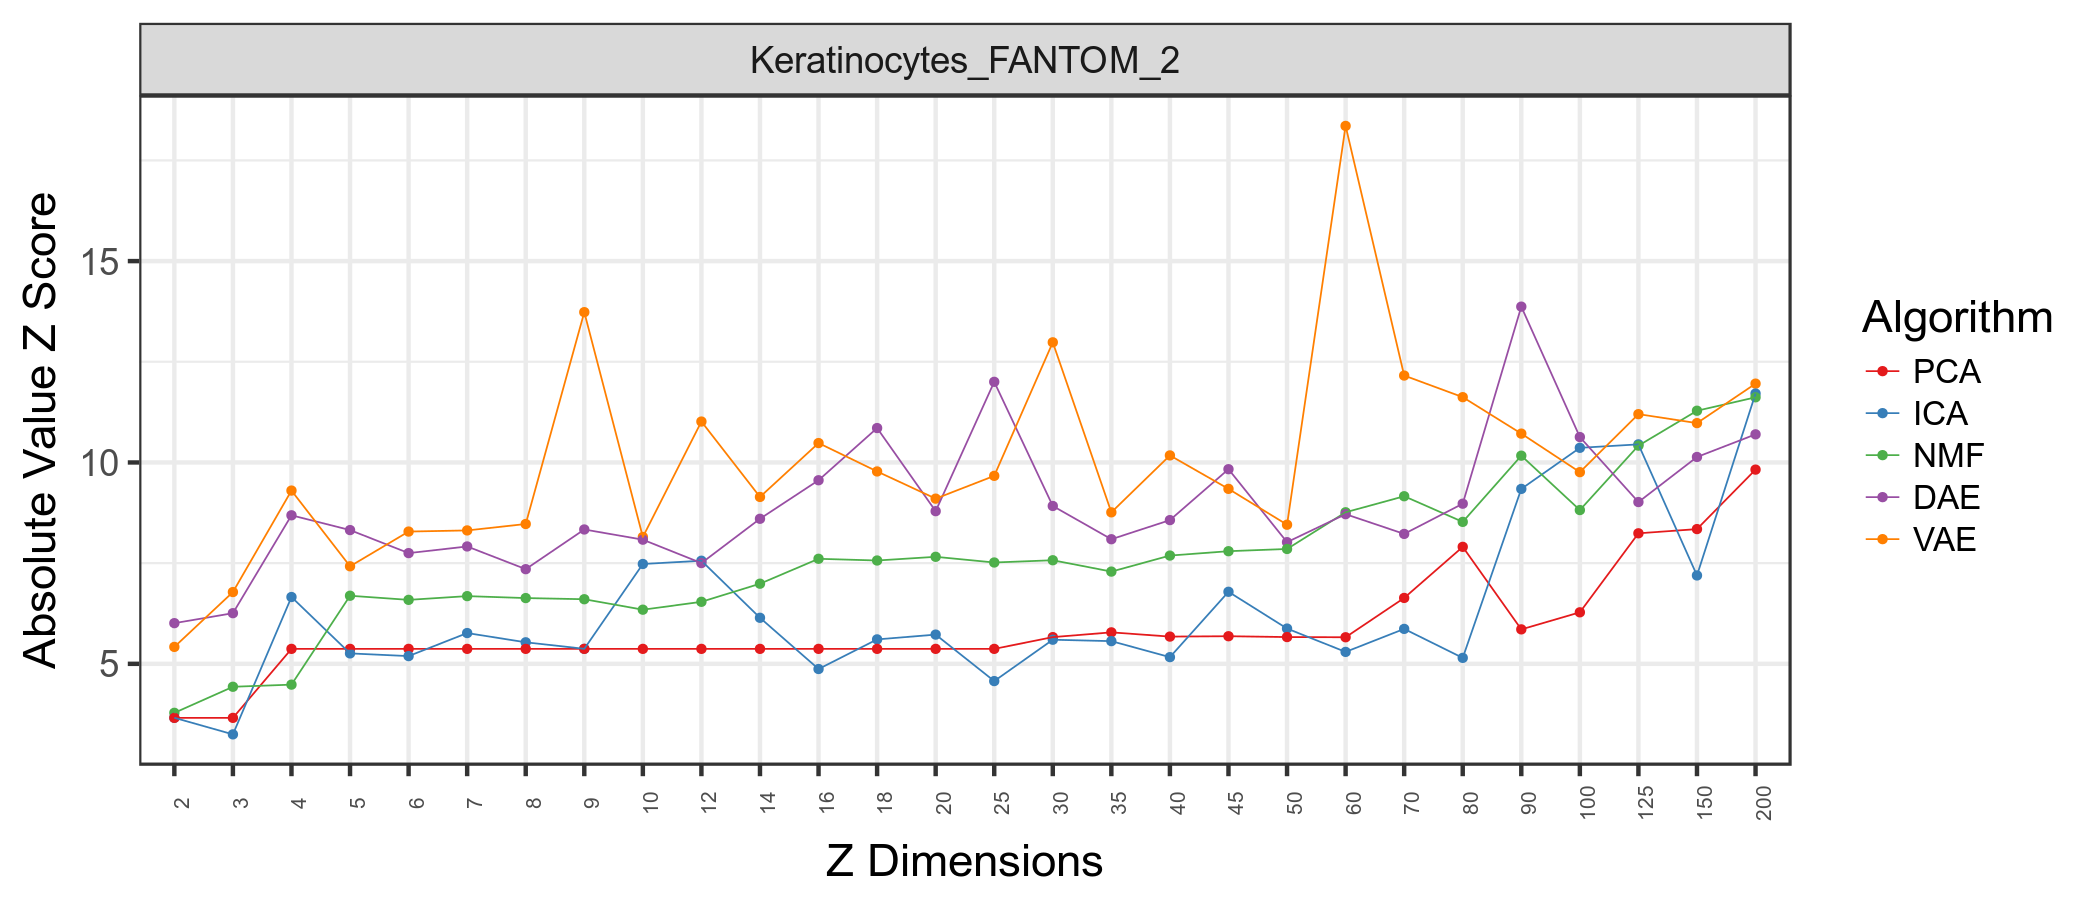 Keratinocytes_FANTOM_2
Absolute Value Z Score
15
10
5
2 3 4 5 6 7 8 9 10 12 14 16 18 20 25 30 35 40 45 50 60 70 80 90 100 125 150 200
Z Dimensions
Algorithm
PCA
ICA
NMF
DAE
VAE